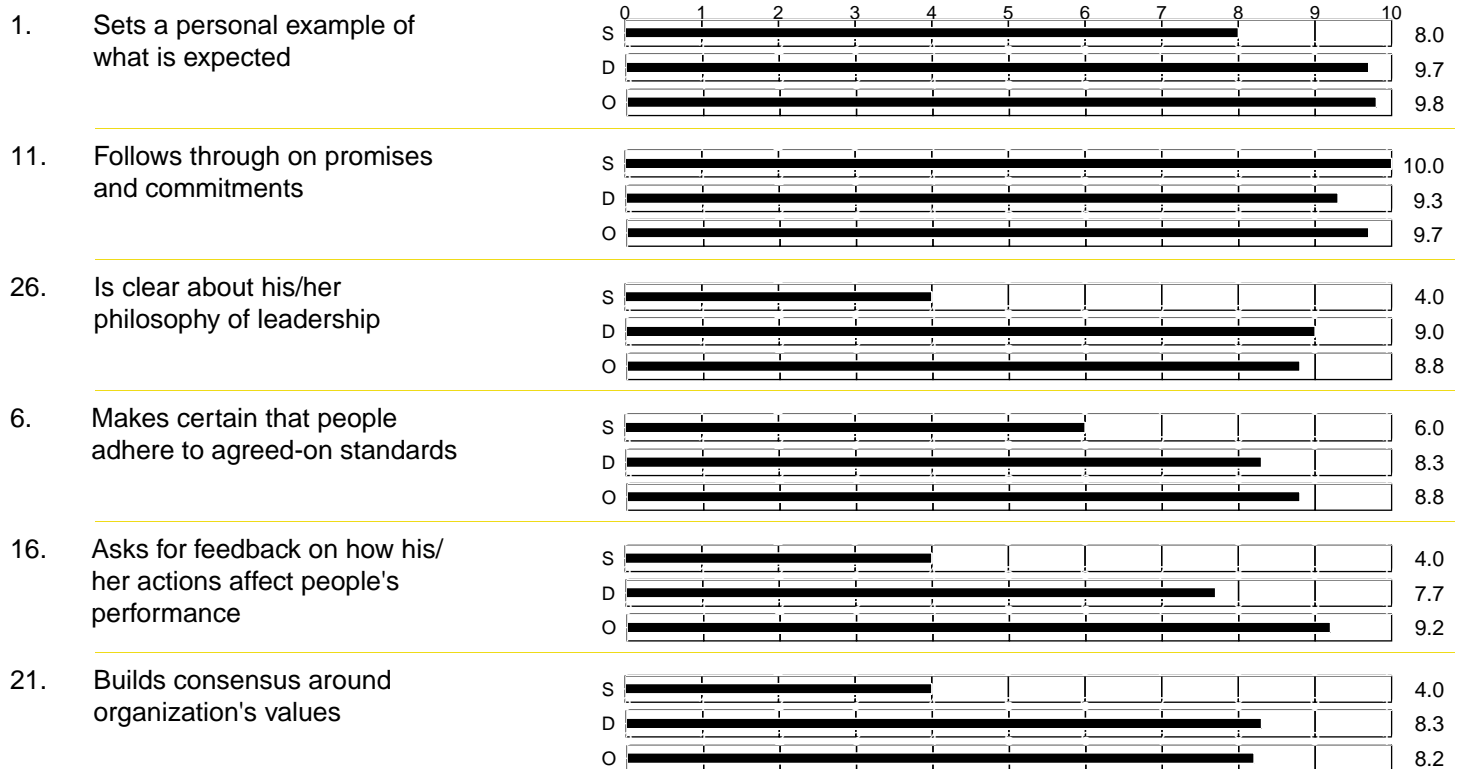 0 1 2 3 4 5 6 7 8 9 10
1. Sets a personal example of
what is expected
S 8.0
D 9.7
O 9.8
11. Follows through on promises
and commitments
S 10.0
D 9.3
O 9.7
26. Is clear about his/her
philosophy of leadership
S 4.0
D 9.0
O 8.8
6. Makes certain that people
adhere to agreed-on standards
S 6.0
D 8.3
O 8.8
16. Asks for feedback on how his/
her actions affect people's
performance
S 4.0
D 7.7
O 9.2
21. Builds consensus around
organization's values
S 4.0
D 8.3
O 8.2